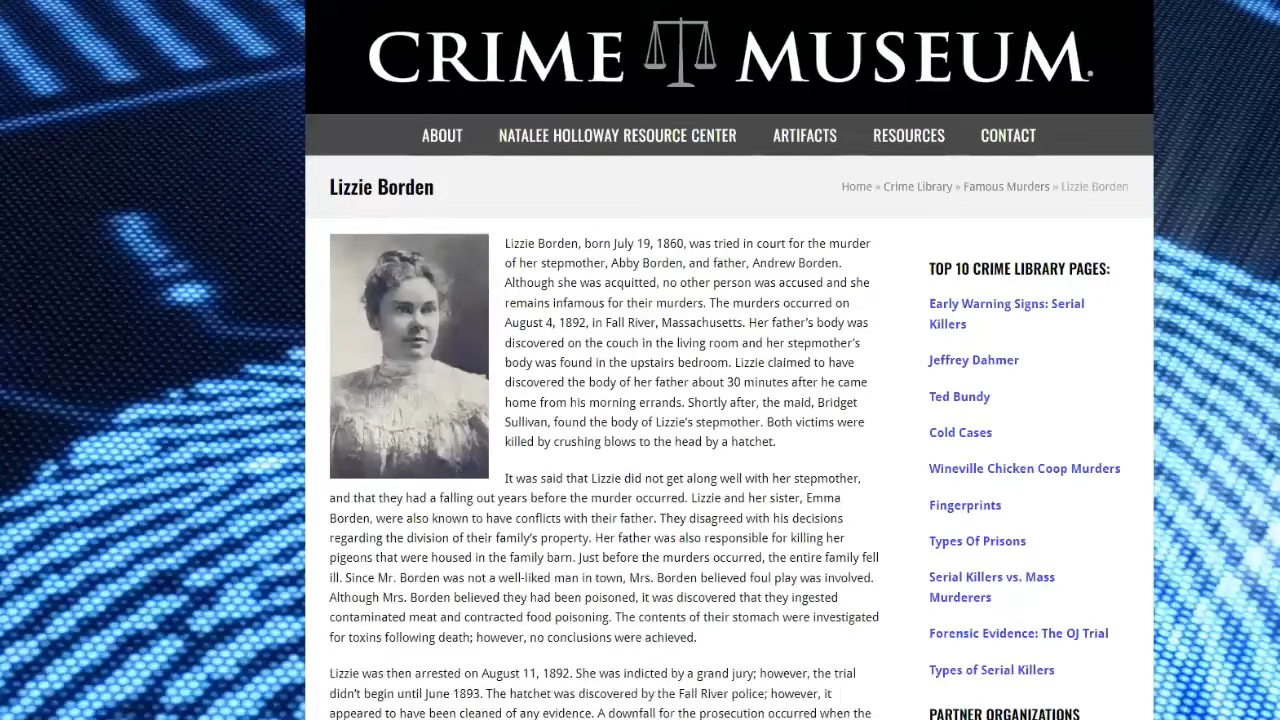 CRIME MUSEUM.
ABOUT NATALEE HOLLOWAY RESOURCE CENTER ARTIFACTS RESOURCES CONTACT
Lizzie Borden
Home » Crime Library » Famous Murders » Lizzie Borden
Lizzie Borden, born July 19, 1860, was tried in court for the murder
of her stepmother, Abby Borden, and father, Andrew Borden.
Although she was acquitted, no other person was accused and she
remains infamous for their murders. The murders occurred on
August 4, 1892, in Fall River, Massachusetts. Her father's body was
discovered on the couch in the living room and her stepmother's
body was found in the upstairs bedroom. Lizzie claimed to have
discovered the body of her father about 30 minutes after he came
home from his morning errands. Shortly after, the maid, Bridget
Sullivan, found the body of Lizzie's stepmother. Both victims were
killed by crushing blows to the head by a hatchet.
It was said that Lizzie did not get along well with her stepmother,
and that they had a falling out years before the murder occurred. Lizzie and her sister, Emma
Borden, were also known to have conflicts with their father. They disagreed with his decisions
regarding the division of their family's property. Her father was also responsible for killing her
pigeons that were housed in the family barn. Just before the murders occurred, the entire family fell
ill. Since Mr. Borden was not a well-liked man in town, Mrs. Borden believed foul play was involved.
Although Mrs. Borden believed they had been poisoned, it was discovered that they ingested
contaminated meat and contracted food poisoning. The contents of their stomach were investigated
for toxins following death; however, no conclusions were achieved.
Lizzie was then arrested on August 11, 1892. She was indicted by a grand jury; however, the trial
didn't begin until June 1893. The hatchet was discovered by the Fall River police; however, it
appeared to have been cleaned of any evidence. A downfall for the prosecution occurred when the
TOP 10 CRIME LIBRARY PAGES:
Early Warning Signs: Serial
Killers
Jeffrey Dahmer
Ted Bundy
Cold Cases
Wineville Chicken Coop Murders
Fingerprints
Types Of Prisons
Serial Killers vs. Mass
Murderers
Forensic Evidence: The OJ Trial
Types of Serial Killers
PARTNER ORGANIZATIONS